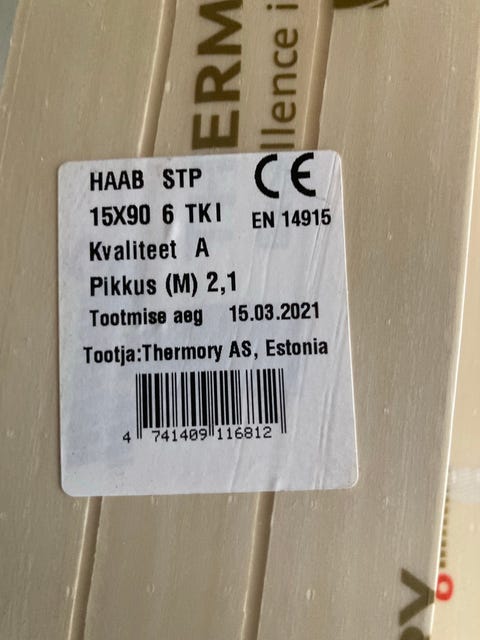 ERM
llence i
HAAB STP
15X90 6 TKI
EN 14915
Kvaliteet A
Pikkus (M) 2,1
Tootmise aeg 15.03.2021
Tootja:Thermory AS, Estonia
4 741409 116812